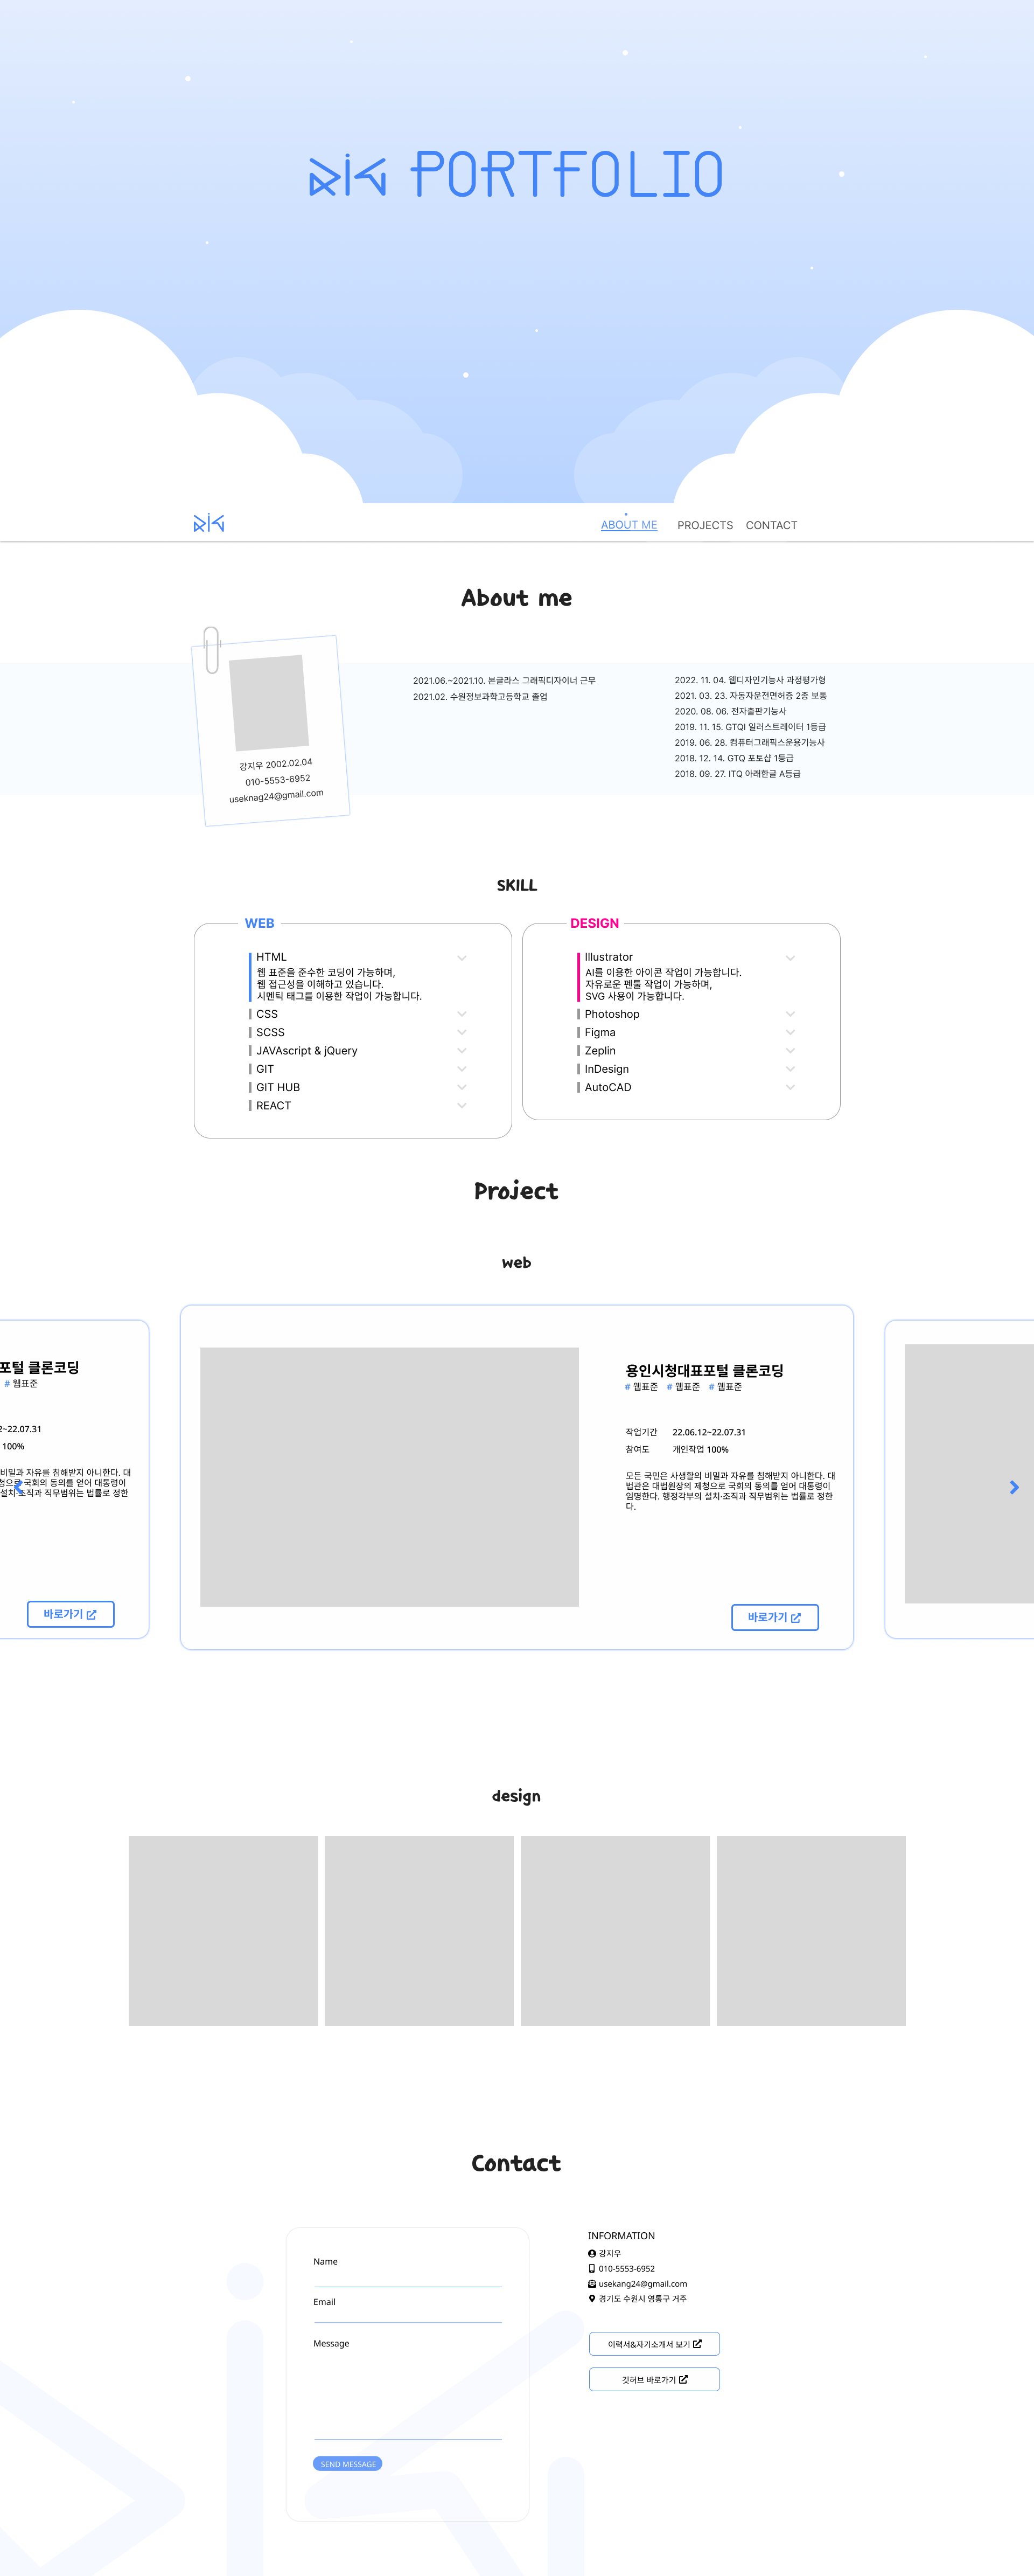 PORTFOLIO
ABOUT ME
PROJECTS
CONTACT
About me
강지우 2002.02.04
010-5553-6952
useknag24@gmail.com
2021.06.~2021.10. 본글라스 그래픽디자이너 근무
2021.02. 수원정보과학고등학교 졸업
2022. 11. 04. 웹디자인기능사 과정평가형
2021. 03. 23. 자동자운전면허증 2종 보통
2020. 08. 06. 전자출판기능사
2019. 11. 15. GTQI 일러스트레이터 1등급
2019. 06. 28. 컴퓨터그래픽스운용기능사
2018. 12. 14. GTQ 포토샵 1등급
2018. 09. 27. ITQ 아래한글 A등급
SKILL
WEB
HTML
웹 표준을 준수한 코딩이 가능하며,
웹 접근성을 이해하고 있습니다.
시멘틱 태그를 이용한 작업이 가능합니다.
CSS
SCSS
JAVAscript & jQuery
GIT
GIT HUB
REACT
DESIGN
Illustrator
AI를 이용한 아이콘 작업이 가능합니다.
자유로운 펜툴 작업이 가능하며,
SVG 사용이 가능합니다.
Photoshop
Figma
Zeplin
InDesign
AutoCAD
Project
web
포털 클론코딩
# 웹표준
2~22.07.31
100%
비밀과 자유를 침해받지 아니한다. 대
청으로 국회의 동의를 얻어 대통령이
설치·조직과 직무범위는 법률로 정한
바로가기
용인시청대표포털 클론코딩
# 웹표준 # 웹표준 # 웹표준
작업기간 22.06.12~22.07.31
참여도 개인작업 100%
모든 국민은 사생활의 비밀과 자유를 침해받지 아니한다. 대
법관은 대법원장의 제청으로 국회의 동의를 얻어 대통령이
임명한다. 행정각부의 설치·조직과 직무범위는 법률로 정한
다.
바로가기
design
Contact
Name
Email
Message
SEND MESSAGE
INFORMATION
강지우
010-5553-6952
usekang24@gmail.com
경기도 수원시 영통구 거주
이력서&자기소개서 보기
깃허브 바로가기